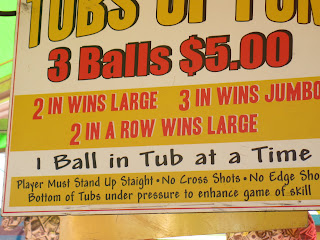 TUBS OF FUN
3 Balls $5.00
2 IN WINS LARGE 3 IN WINS JUMBO
2 IN A ROW WINS LARGE
1 Ball in Tub at a Time
Player Must Stand Up Staight • No Cross Shots • No Edge Sho
Bottom of Tubs under pressure to enhance game of skill